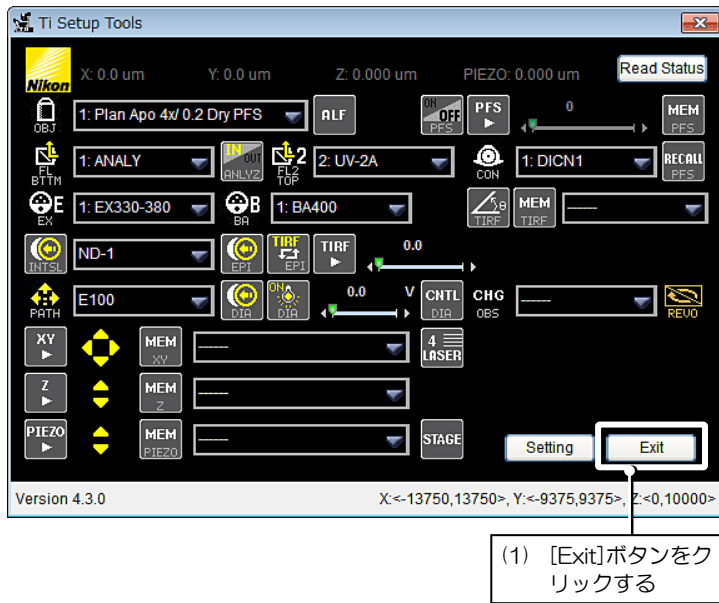 Ti Setup Tools
Nikon X: 0.0 um Y: 0.0 um Z: 0.000 um PIEZO: 0.000 um Read Status
OBJ 1: Plan Apo 4x/ 0.2 Dry PFS ALF ON OFF PFS PFS 0 MEM PFS
FL BTTM 1: ANALY IN OUT ANLYZ 2 FL2 TOP 2: UV-2A CON 1: DICN1 RECALL PFS
E EX 1: EX330-380 B BA 1: BA400 θ TIRF MEM TIRF -----
INTSL ND-1 EPI TIRF EPI TIRF 0.0
PATH E100 DIA ON DIA 0.0 V CNTL DIA CHG OBS ----- REVO
XY MEM XY ----- 4 LASER
Z MEM Z -----
PIEZO MEM PIEZO ----- STAGE Setting Exit
Version 4.3.0 X:<-13750,13750>, Y:<-9375,9375>, Z:<0,10000>
(1) [Exit]ボタンをク
リックする